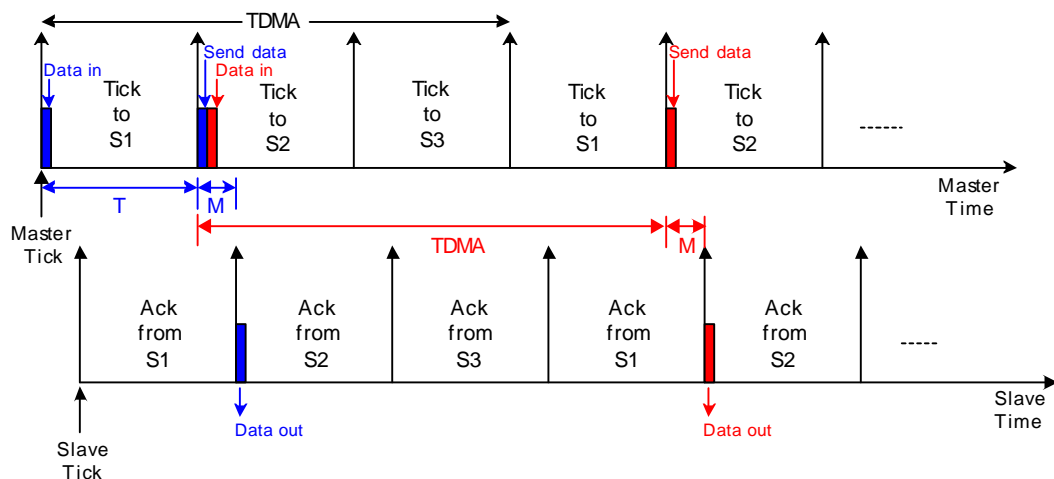 TDMA
Data in
Send data
Data in
Send data
Tick
to
S1
Tick
to
S2
Tick
to
S3
Tick
to
S1
Tick
to
S2
------
T
M
Master
Tick
Master
Time
TDMA
M
Ack
from
S1
Ack
from
S2
Ack
from
S3
Ack
from
S1
Ack
from
S2
-----
Data out
Data out
Slave
Tick
Slave
Time